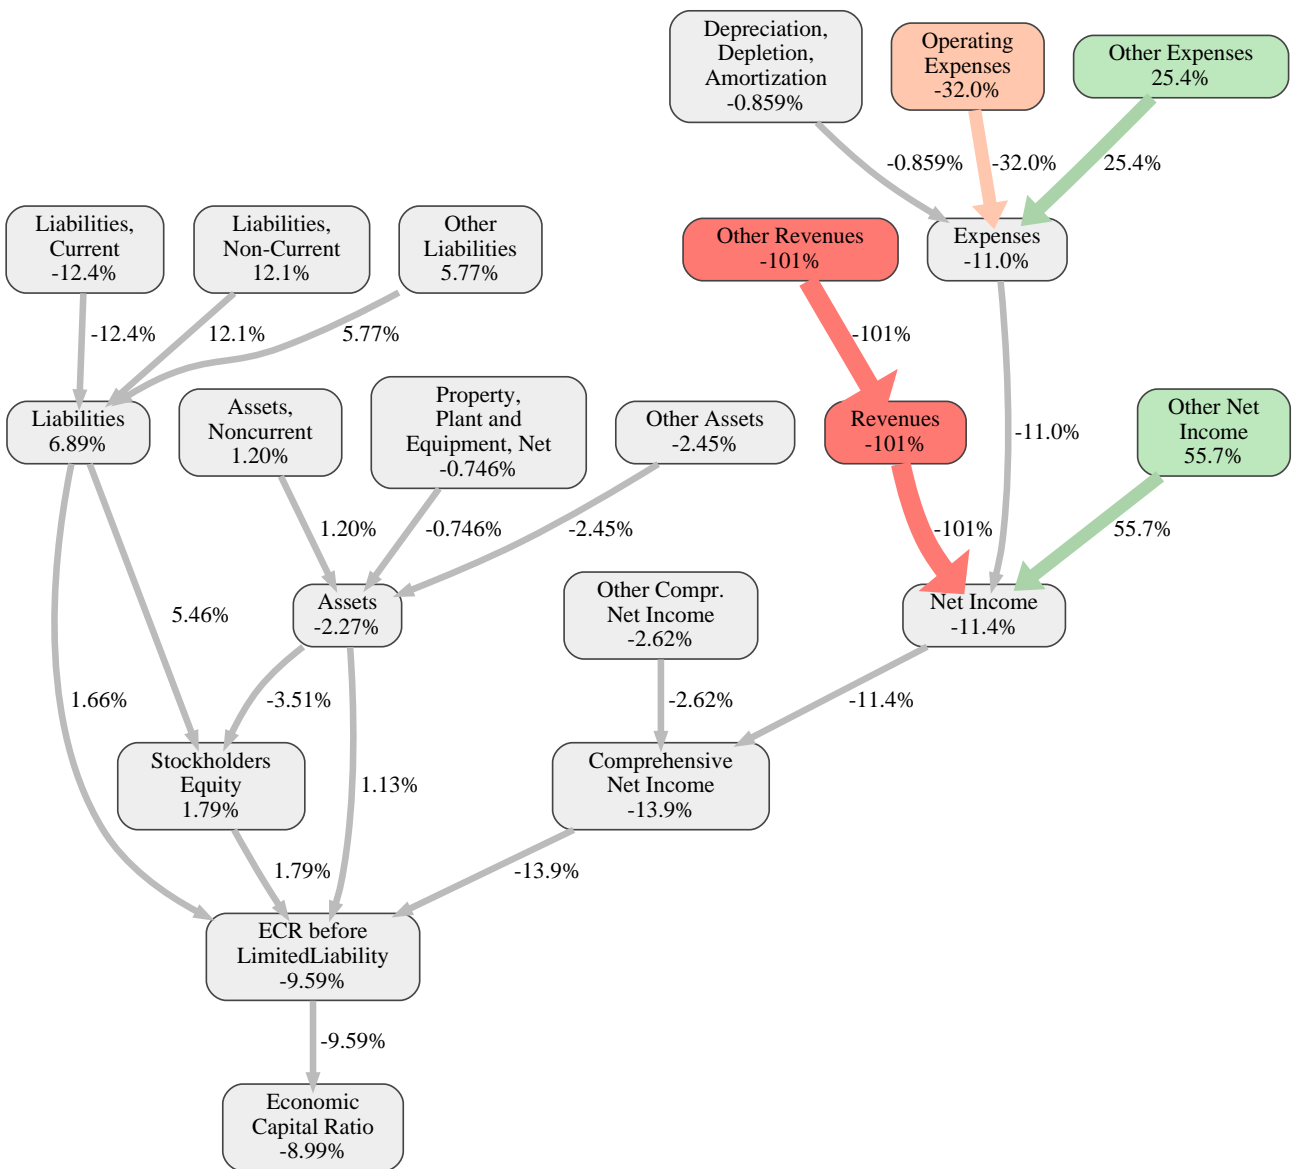 Depreciation,
Depletion,
Amortization
-0.859%
Operating
Expenses
-32.0%
Other Expenses
25.4%
-0.859%
-32.0%
25.4%
Liabilities,
Current
-12.4%
Liabilities,
Non-Current
12.1%
Other
Liabilities
5.77%
Other Revenues
-101%
Expenses
-11.0%
-12.4%
12.1%
5.77%
-101%
Liabilities
6.89%
Assets,
Noncurrent
1.20%
Property,
Plant and
Equipment, Net
-0.746%
Other Assets
-2.45%
Revenues
-101%
-11.0%
Other Net
Income
55.7%
1.20%
-0.746%
-2.45%
-101%
55.7%
Assets
-2.27%
5.46%
Other Compr.
Net Income
-2.62%
Net Income
-11.4%
1.66%
-3.51%
-2.62%
-11.4%
Stockholders
Equity
1.79%
1.13%
Comprehensive
Net Income
-13.9%
1.79%
-13.9%
ECR before
LimitedLiability
-9.59%
-9.59%
Economic
Capital Ratio
-8.99%